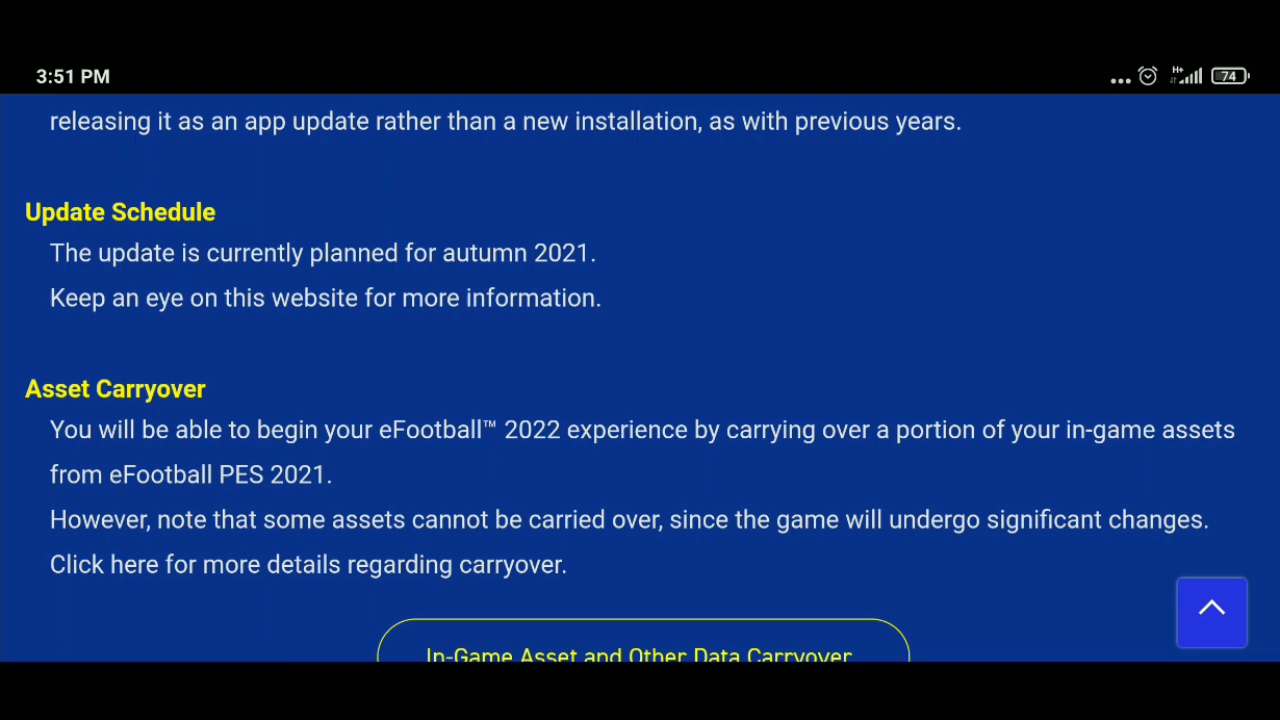 3:51 PM
H+
74
releasing it as an app update rather than a new installation, as with previous years.
Update Schedule
The update is currently planned for autumn 2021.
Keep an eye on this website for more information.
Asset Carryover
You will be able to begin your eFootball™ 2022 experience by carrying over a portion of your in-game assets
from eFootball PES 2021.
However, note that some assets cannot be carried over, since the game will undergo significant changes.
Click here for more details regarding carryover.
In-Game Asset and Other Data Carryover